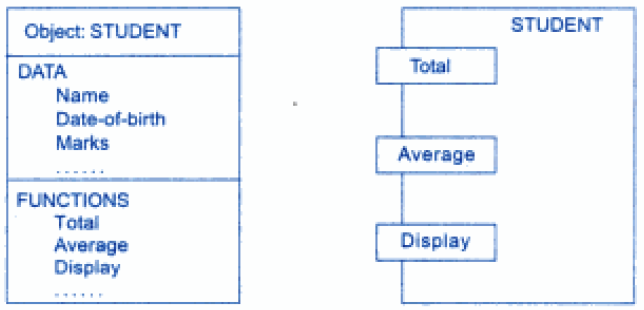 Object: STUDENT
DATA
Name
Date-of-birth
Marks
......
FUNCTIONS
Total
Average
Display
......
STUDENT
Total
Average
Display